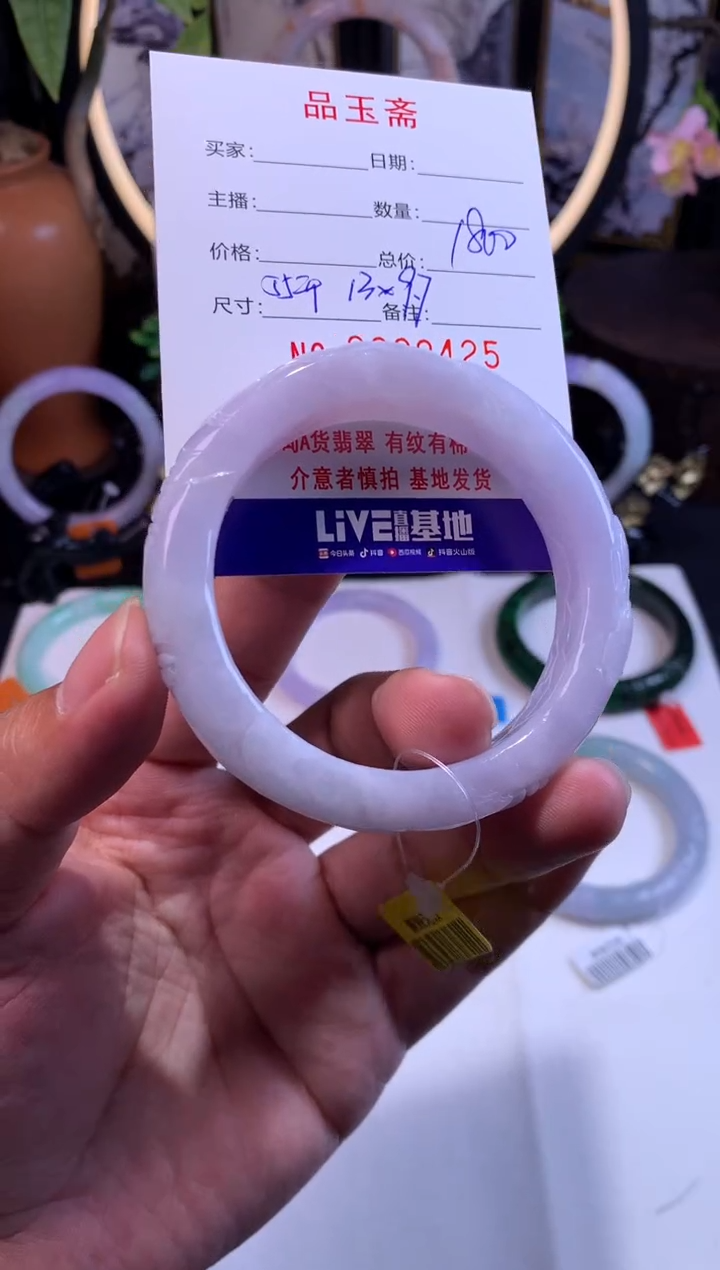 品玉斋
买家: 日期:
主播: 数量:
1800
价格: 总价:
13x9.7
尺寸: 备注:
425
A货翡翠 有纹有棉
介意者慎拍 基地发货
LiVE直播基地
今日头条 抖音 西瓜视频 抖音火山版